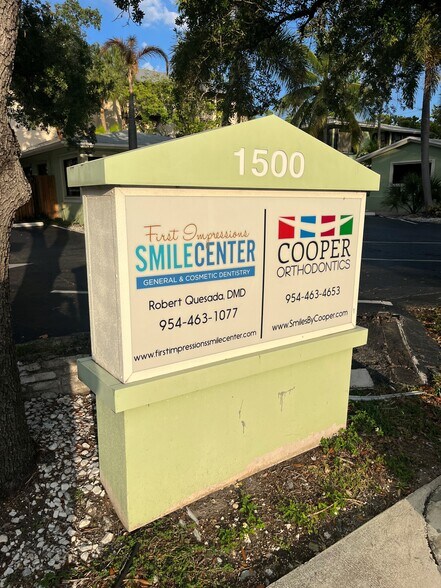 1500
First Impressions
SMILECENTER
GENERAL & COSMETIC DENTISTRY
Robert Quesada, DMD
954-463-1077
www.firstimpressionssmilecenter.com
COOPER
ORTHODONTICS
954-463-4653
www.SmilesByCooper.com